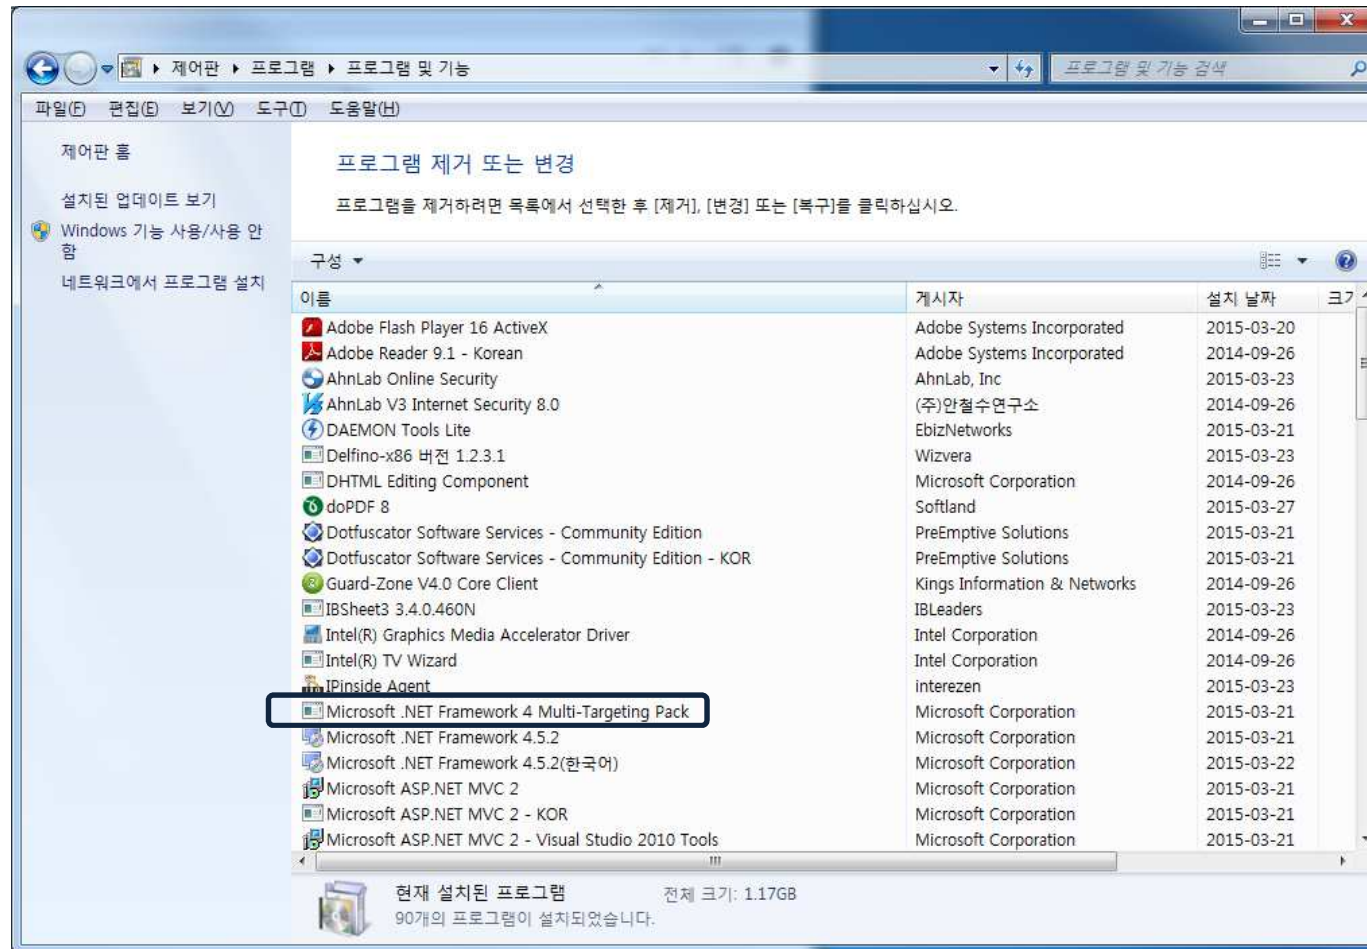 제어판 ▸ 프로그램 ▸ 프로그램 및 기능
프로그램 및 기능 검색
파일(F) 편집(E) 보기(V) 도구(T) 도움말(H)
제어판 홈
설치된 업데이트 보기
Windows 기능 사용/사용 안
함
네트워크에서 프로그램 설치
프로그램 제거 또는 변경
프로그램을 제거하려면 목록에서 선택한 후 [제거], [변경] 또는 [복구]를 클릭하십시오.
구성
이름 게시자 설치 날짜 크기
Adobe Flash Player 16 ActiveX Adobe Systems Incorporated 2015-03-20
Adobe Reader 9.1 - Korean Adobe Systems Incorporated 2014-09-26
AhnLab Online Security AhnLab, Inc 2015-03-23
AhnLab V3 Internet Security 8.0 (주)안철수연구소 2014-09-26
DAEMON Tools Lite EbizNetworks 2015-03-21
Delfino-x86 버전 1.2.3.1 Wizvera 2015-03-23
DHTML Editing Component Microsoft Corporation 2014-09-26
doPDF 8 Softland 2015-03-27
Dotfuscator Software Services - Community Edition PreEmptive Solutions 2015-03-21
Dotfuscator Software Services - Community Edition - KOR PreEmptive Solutions 2015-03-21
Guard-Zone V4.0 Core Client Kings Information & Networks 2014-09-26
IBSheet3 3.4.0.460N IBLeaders 2015-03-23
Intel(R) Graphics Media Accelerator Driver Intel Corporation 2014-09-26
Intel(R) TV Wizard Intel Corporation 2014-09-26
IPinside Agent interezen 2015-03-23
Microsoft .NET Framework 4 Multi-Targeting Pack Microsoft Corporation 2015-03-21
Microsoft .NET Framework 4.5.2 Microsoft Corporation 2015-03-21
Microsoft .NET Framework 4.5.2(한국어) Microsoft Corporation 2015-03-22
Microsoft ASP.NET MVC 2 Microsoft Corporation 2015-03-21
Microsoft ASP.NET MVC 2 - KOR Microsoft Corporation 2015-03-21
Microsoft ASP.NET MVC 2 - Visual Studio 2010 Tools Microsoft Corporation 2015-03-21
현재 설치된 프로그램 전체 크기: 1.17GB
90개의 프로그램이 설치되었습니다.